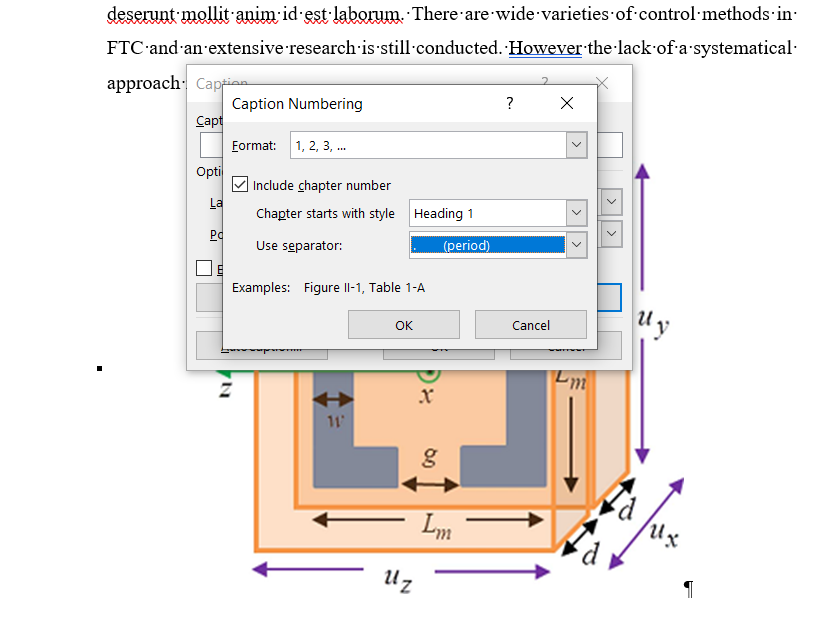 deserunt mollit anim id est laborum. There are wide varieties of control methods in
FTC and an extensive research is still conducted. However the lack of a systematical
approach
Caption ? ×
Caption Numbering ? ×
Capt
Format: 1, 2, 3, ...
Opti
Include chapter number
La
Chapter starts with style Heading 1
Po
Use separator: . (period)
E
Examples: Figure II-1, Table 1-A
OK Cancel
AutoCaption... OK Cancel
u_y
z
x
L_m
w
g
d
L_m
u_x
d
u_z
¶